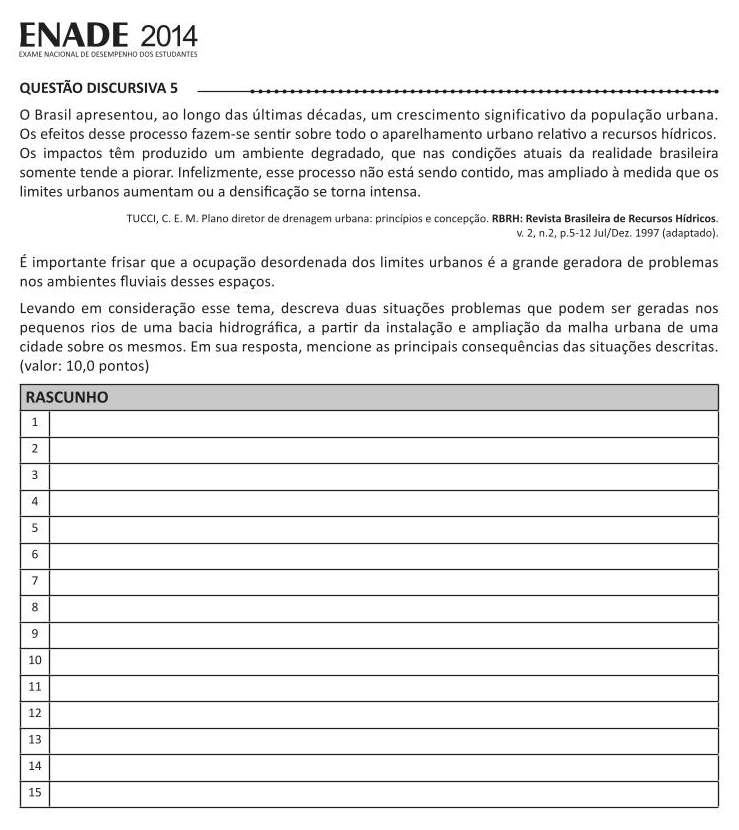 ENADE 2014
EXAME NACIONAL DE DESEMPENHO DOS ESTUDANTES
QUESTÃO DISCURSIVA 5
O Brasil apresentou, ao longo das últimas décadas, um crescimento significativo da população urbana.
Os efeitos desse processo fazem-se sentir sobre todo o aparelhamento urbano relativo a recursos hídricos.
Os impactos têm produzido um ambiente degradado, que nas condições atuais da realidade brasileira
somente tende a piorar. Infelizmente, esse processo não está sendo contido, mas ampliado à medida que os
limites urbanos aumentam ou a densificação se torna intensa.
TUCCI, C. E. M. Plano diretor de drenagem urbana: princípios e concepção. RBRH: Revista Brasileira de Recursos Hídricos.
v. 2, n.2, p.5-12 Jul/Dez. 1997 (adaptado).
É importante frisar que a ocupação desordenada dos limites urbanos é a grande geradora de problemas
nos ambientes fluviais desses espaços.
Levando em consideração esse tema, descreva duas situações problemas que podem ser geradas nos
pequenos rios de uma bacia hidrográfica, a partir da instalação e ampliação da malha urbana de uma
cidade sobre os mesmos. Em sua resposta, mencione as principais consequências das situações descritas.
(valor: 10,0 pontos)
RASCUNHO
1
2
3
4
5
6
7
8
9
10
11
12
13
14
15